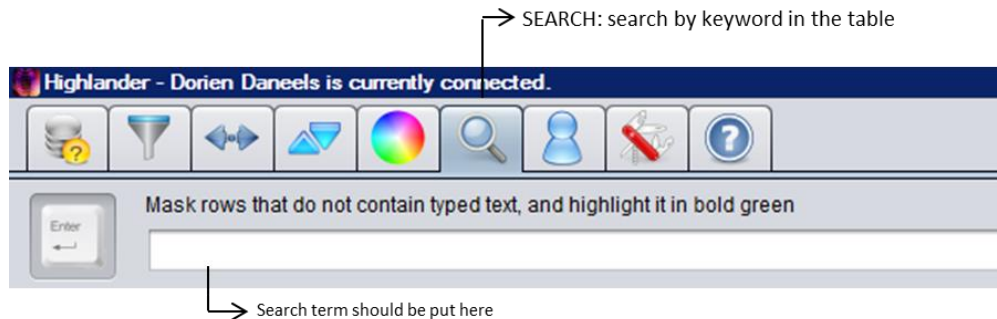 SEARCH: search by keyword in the table
Highlander - Dorien Daneels is currently connected.
Mask rows that do not contain typed text, and highlight it in bold green
Enter
Search term should be put here